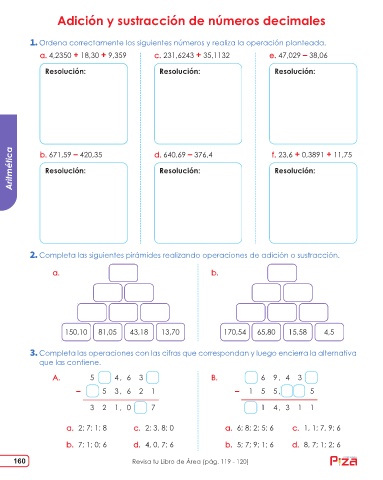 Adición y sustracción de números decimales
1. Ordena correctamente los siguientes números y realiza la operación planteada.
a. 4,2350 + 18,30 + 9,359
c. 231,6243 + 35,1132
e. 47,029 – 38,06
Resolución:
Resolución:
Resolución:
b. 671,59 – 420,35
d. 640,69 – 376,4
f. 23,6 + 0,3891 + 11,75
Resolución:
Resolución:
Resolución:
Aritmética
2. Completa las siguientes pirámides realizando operaciones de adición o sustracción.
a.
b.
150,10 81,05 43,18 13,70
170,54 65,80 15,58 4,5
3. Completa las operaciones con las cifras que correspondan y luego encierra la alternativa
que las contiene.
A. 5 4, 6 3
– 5 3, 6 2 1
3 2 1, 0 7
B. 6 9, 4 3
– 1 5 5, 5
1 4, 3 1 1
a. 2; 7; 1; 8
c. 2; 3, 8; 0
b. 7; 1; 0; 6
d. 4, 0, 7; 6
a. 6; 8; 2; 5; 6
c. 1, 1; 7, 9; 6
b. 5; 7; 9; 1; 6
d. 8, 7; 1; 2; 6
160
Revisa tu Libro de Área (pág. 119 - 120)